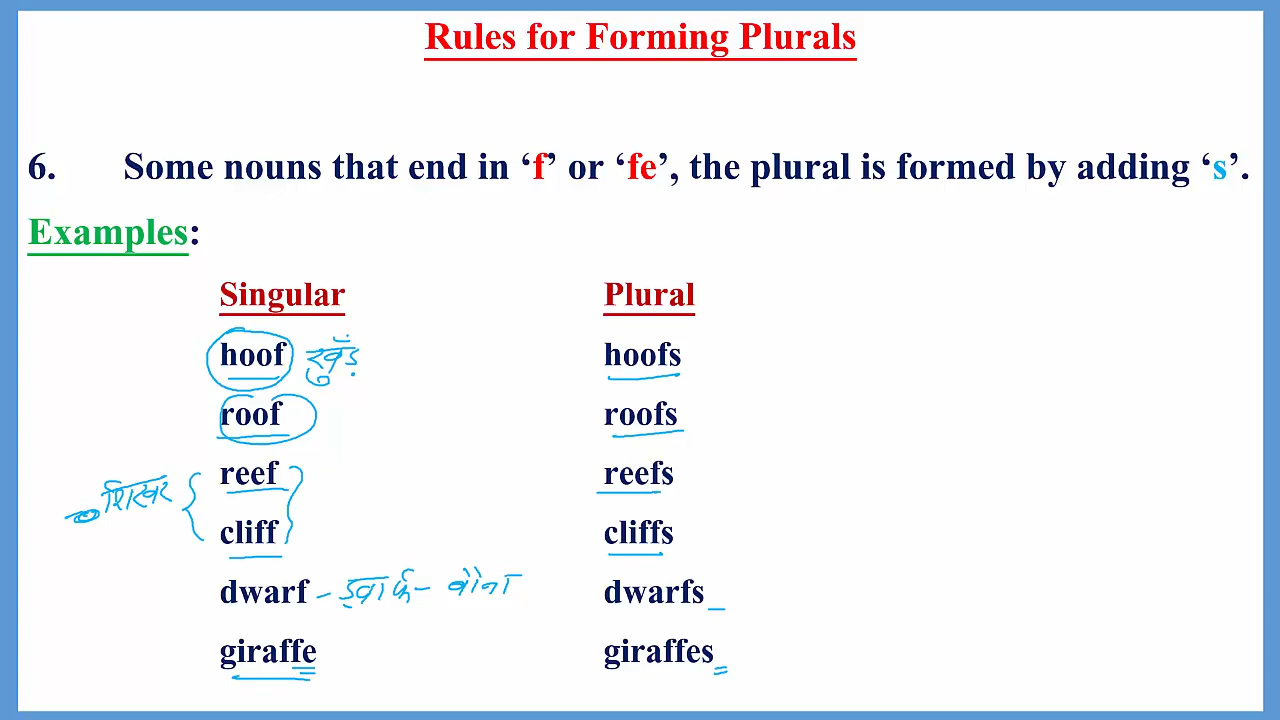 Rules for Forming Plurals
6. Some nouns that end in ‘f’ or ‘fe’, the plural is formed by adding ‘s’.
Examples:
Singular Plural
hoof hoofs
roof roofs
reef reefs
शिखर
cliff cliffs
dwarf – ड्वार्फ – बौना dwarfs
giraffe giraffes